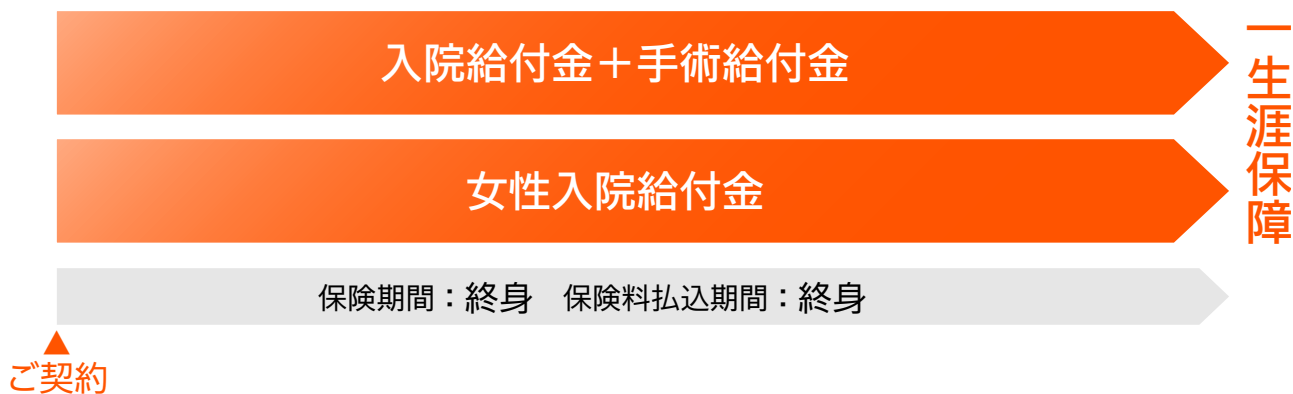 入院給付金＋手術給付金
女性入院給付金
一生涯保障
保険期間：終身　保険料払込期間：終身
ご契約